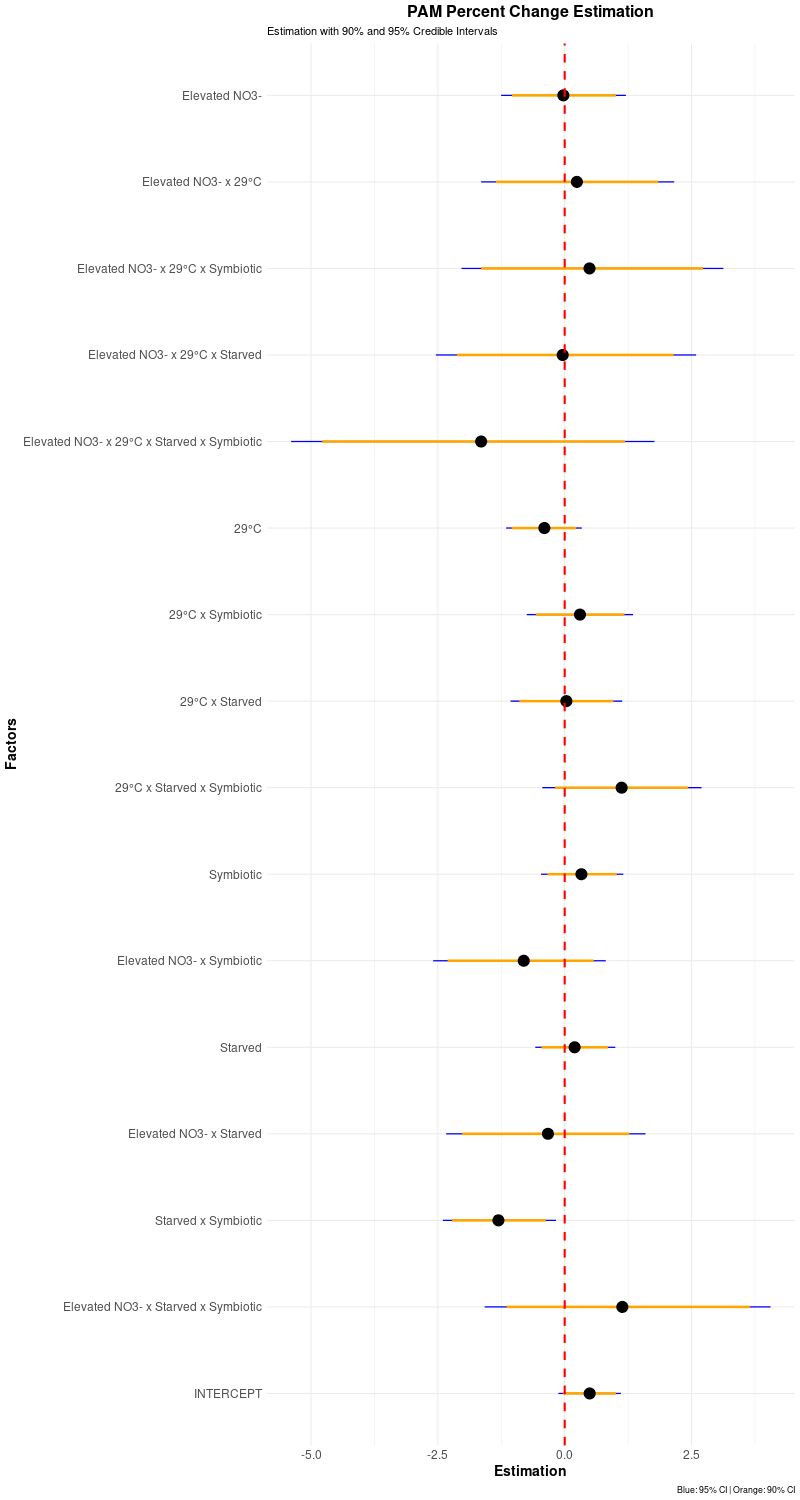 PAM Percent Change Estimation
Estimation with 90% and 95% Credible Intervals
Elevated NO3-
Elevated NO3- x 29°C
Elevated NO3- x 29°C x Symbiotic
Elevated NO3- x 29°C x Starved
Elevated NO3- x 29°C x Starved x Symbiotic
29°C
29°C x Symbiotic
29°C x Starved
29°C x Starved x Symbiotic
Symbiotic
Elevated NO3- x Symbiotic
Starved
Elevated NO3- x Starved
Starved x Symbiotic
Elevated NO3- x Starved x Symbiotic
INTERCEPT
Factors
-5.0 -2.5 0.0 2.5
Estimation
Blue: 95% CI | Orange: 90% CI